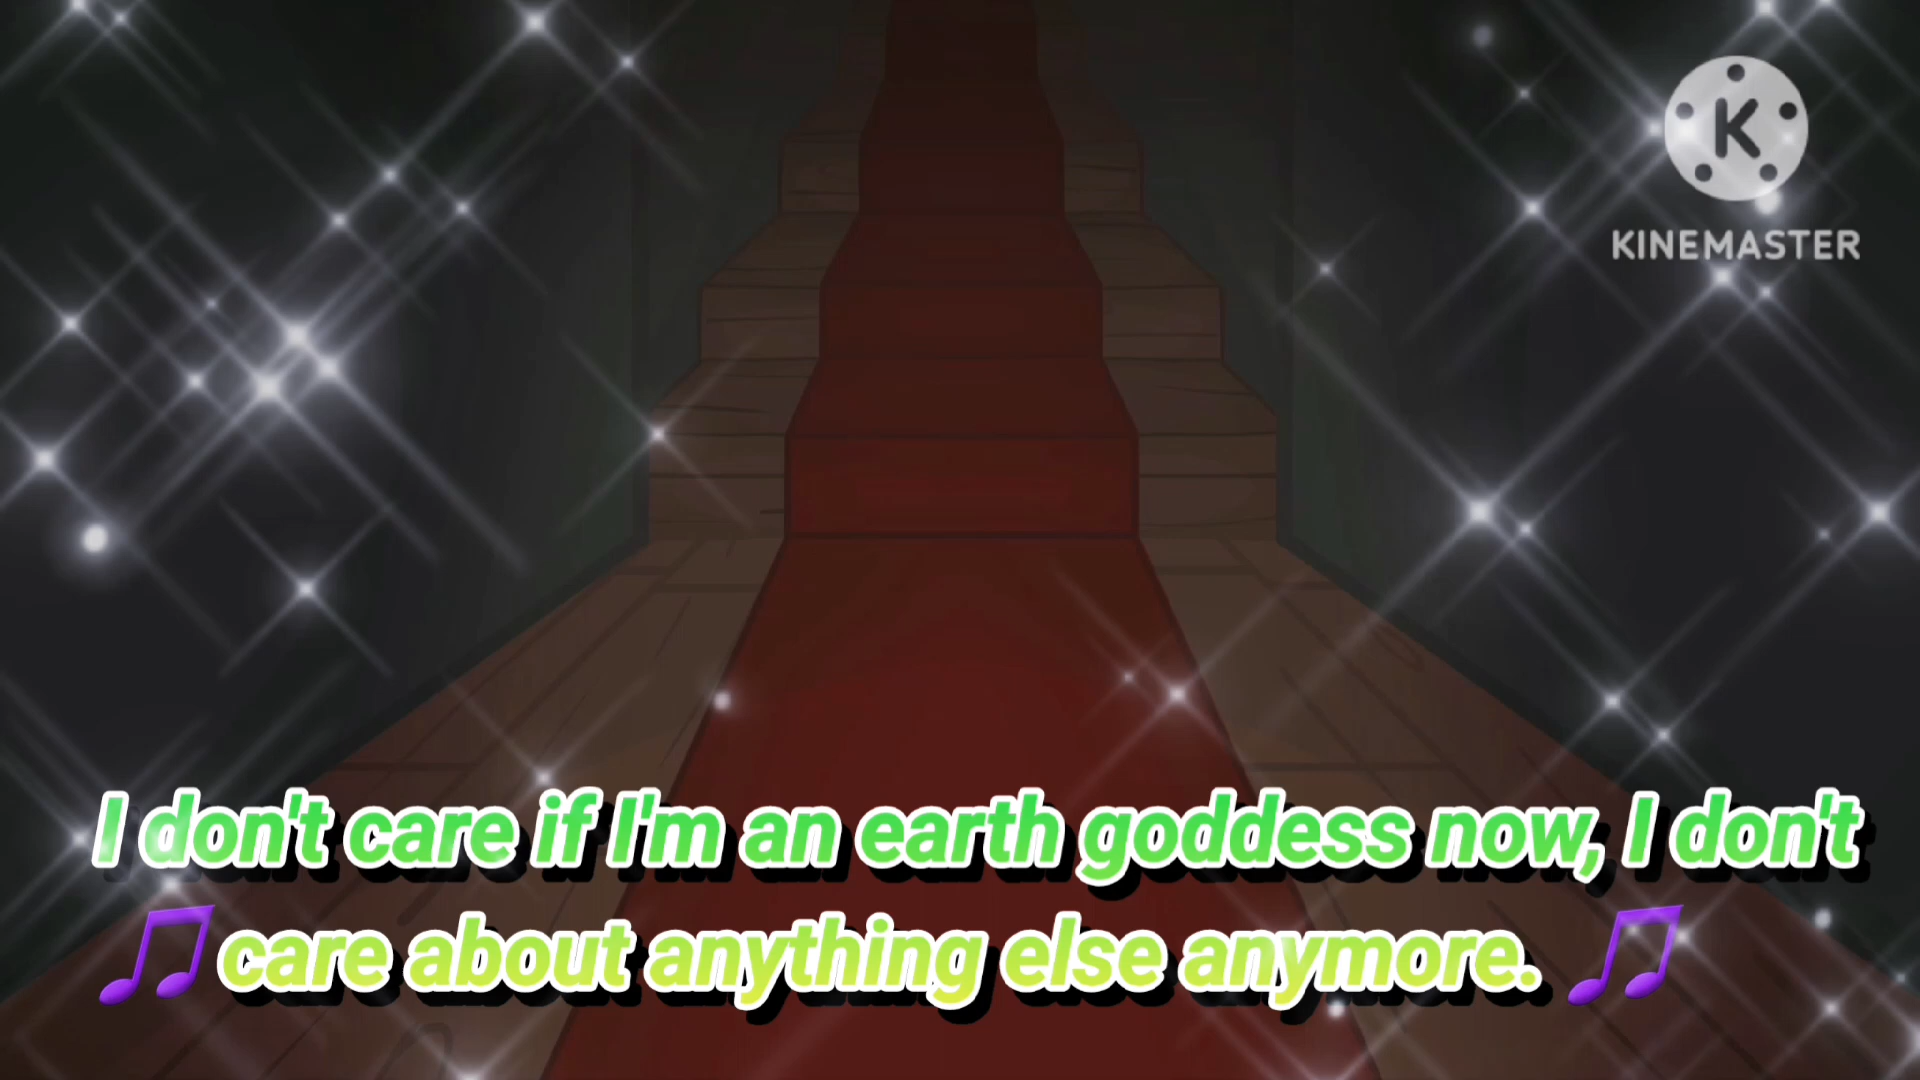 K
KINEMASTER
I don't care if I'm an earth goddess now, I don't
🎵 care about anything else anymore. 🎵